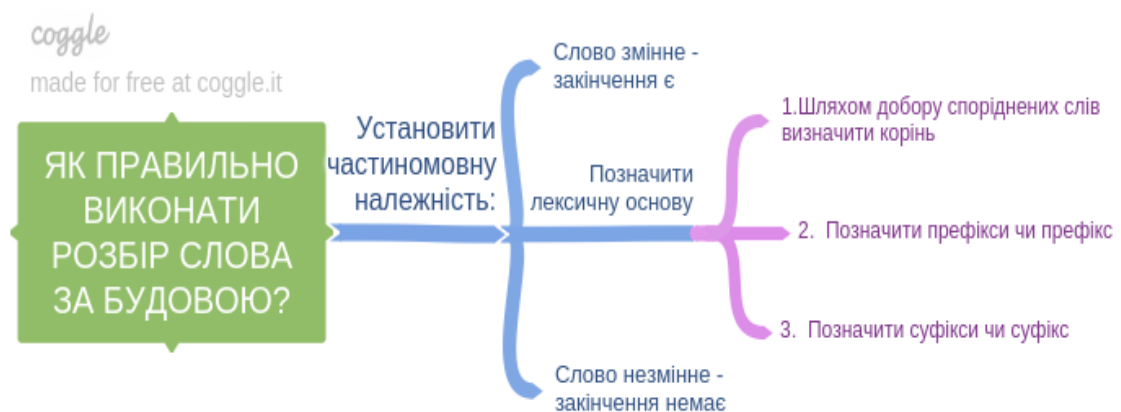 coggle
made for free at coggle.it
ЯК ПРАВИЛЬНО
ВИКОНАТИ
РОЗБІР СЛОВА
ЗА БУДОВОЮ?
Установити
частиномовну
належність:
Слово змінне -
закінчення є
Позначити
лексичну основу
Слово незмінне -
закінчення немає
1.Шляхом добору споріднених слів
визначити корінь
2. Позначити префікси чи префікс
3. Позначити суфікси чи суфікс